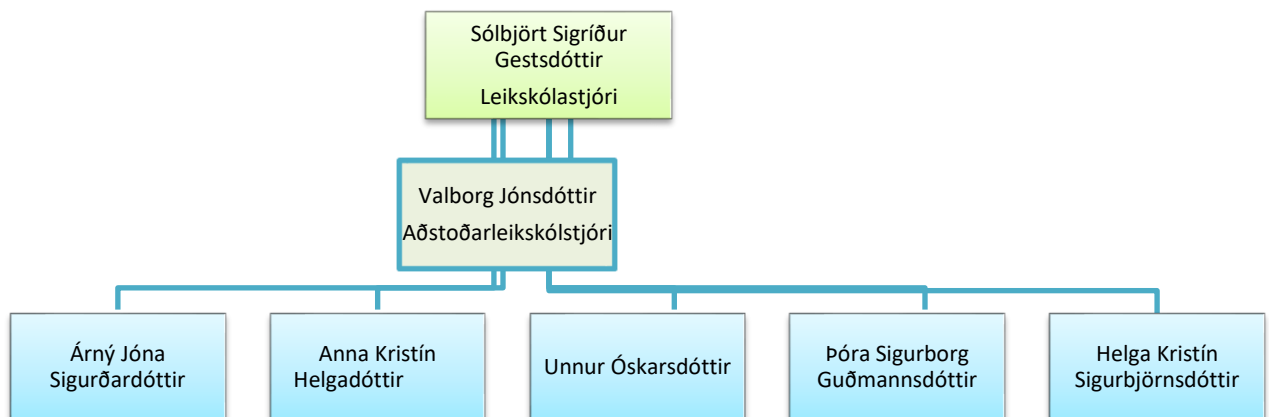 Sólbjört Sigríður
Gestsdóttir
Leikskólastjóri
Valborg Jónsdóttir
Aðstoðarleikskólstjóri
Árný Jóna
Sigurðardóttir
Anna Kristín
Helgadóttir
Unnur Óskarsdóttir
Þóra Sigurborg
Guðmannsdóttir
Helga Kristín
Sigurbjörnsdóttir